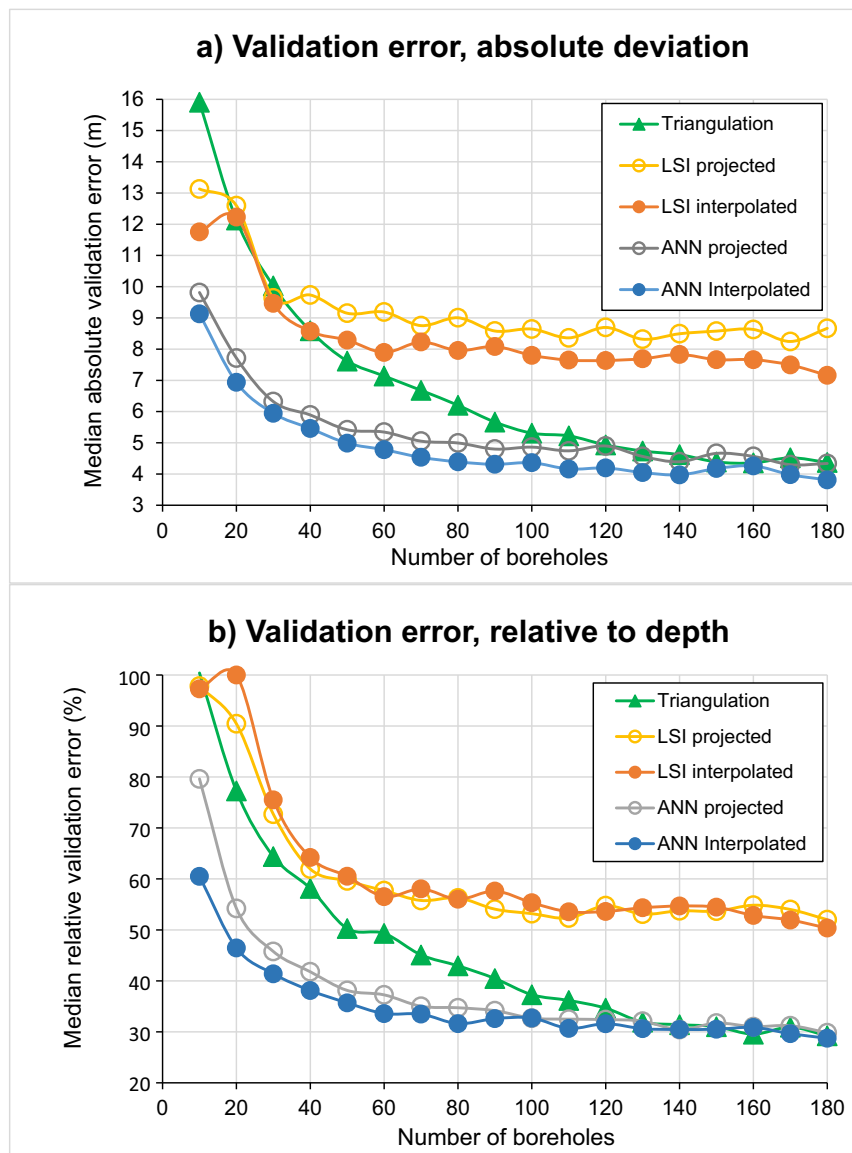 a) Validation error, absolute deviation
Median absolute validation error (m)
16
15
14
13
12
11
10
9
8
7
6
5
4
3
Triangulation
LSI projected
LSI interpolated
ANN projected
ANN Interpolated
0 20 40 60 80 100 120 140 160 180
Number of boreholes
b) Validation error, relative to depth
Median relative validation error (%)
100
90
80
70
60
50
40
30
20
Triangulation
LSI projected
LSI interpolated
ANN projected
ANN Interpolated
0 20 40 60 80 100 120 140 160 180
Number of boreholes